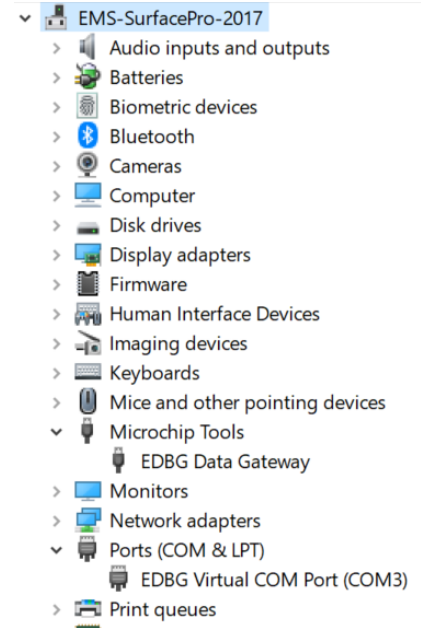 EMS-SurfacePro-2017
Audio inputs and outputs
Batteries
Biometric devices
Bluetooth
Cameras
Computer
Disk drives
Display adapters
Firmware
Human Interface Devices
Imaging devices
Keyboards
Mice and other pointing devices
Microchip Tools
EDBG Data Gateway
Monitors
Network adapters
Ports (COM & LPT)
EDBG Virtual COM Port (COM3)
Print queues